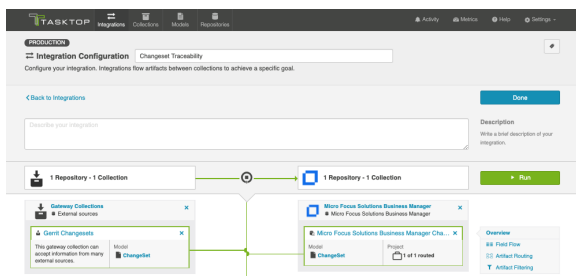 TASKTOP
Integrations
Collections
Models
Repositories
Activity
Metrics
Help
Settings
PRODUCTION
Integration Configuration
Changeset Traceability
Configure your integration. Integrations flow artifacts between collections to achieve a specific goal.
Back to Integrations
Done
Describe your integration
Description
Write a brief description of your
integration.
1 Repository - 1 Collection
1 Repository - 1 Collection
Run
Gateway Collections
External sources
Micro Focus Solutions Business Manager
Micro Focus Solutions Business Manager
Gerrit Changesets
This gateway collection can
accept information from many
external sources.
Model
ChangeSet
Micro Focus Solutions Business Manager Cha...
Model
ChangeSet
Project
1 of 1 routed
Overview
Field Flow
Artifact Routing
Artifact Filtering